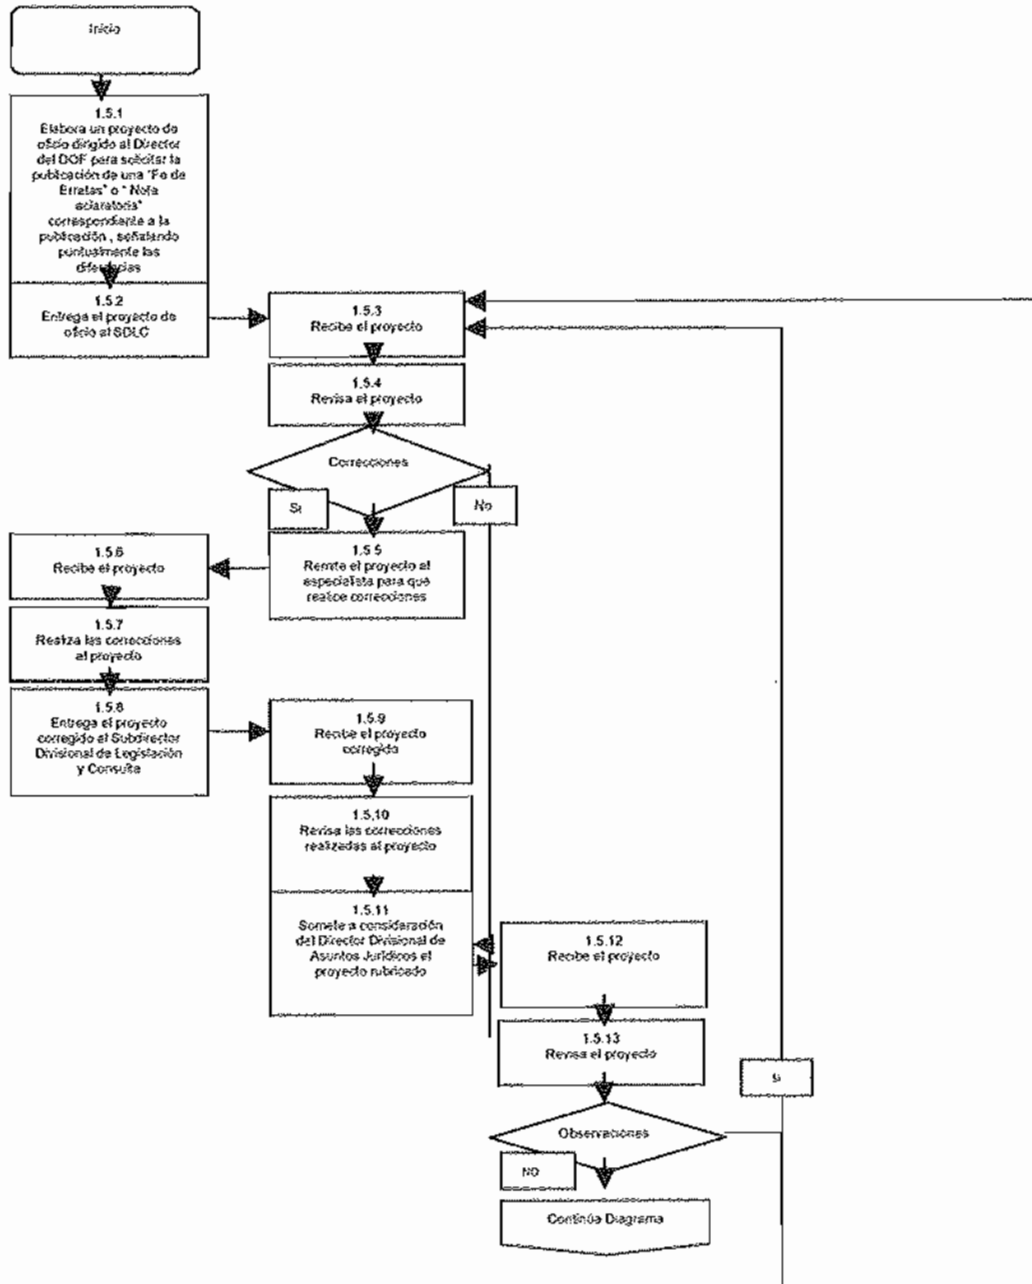 Inicio
1.5.1
Elabora un proyecto de
oficio dirigido al Director
del DOF para solicitar la
publicación de una "Fe de
Erratas" o " Nota
aclaratoria"
correspondiente a la
publicación , señalando
puntualmente las
diferencias
1.5.2
Entrega el proyecto de
oficio al SDLC
1.5.3
Recibe el proyecto
1.5.4
Revisa el proyecto
Correcciones
Si
No
1.5.5
Remite el proyecto al
especialista para que
realice correcciones
1.5.6
Recibe el proyecto
1.5.7
Realiza las correcciones
al proyecto
1.5.8
Entrega el proyecto
corregido al Subdirector
Divisional de Legislación
y Consulta
1.5.9
Recibe el proyecto
corregido
1.5.10
Revisa las correcciones
realizadas al proyecto
1.5.11
Somete a consideración
del Director Divisional de
Asuntos Jurídicos el
proyecto rubricado
1.5.12
Recibe el proyecto
1.5.13
Revisa el proyecto
Si
Observaciones
NO
Continúa Diagrama